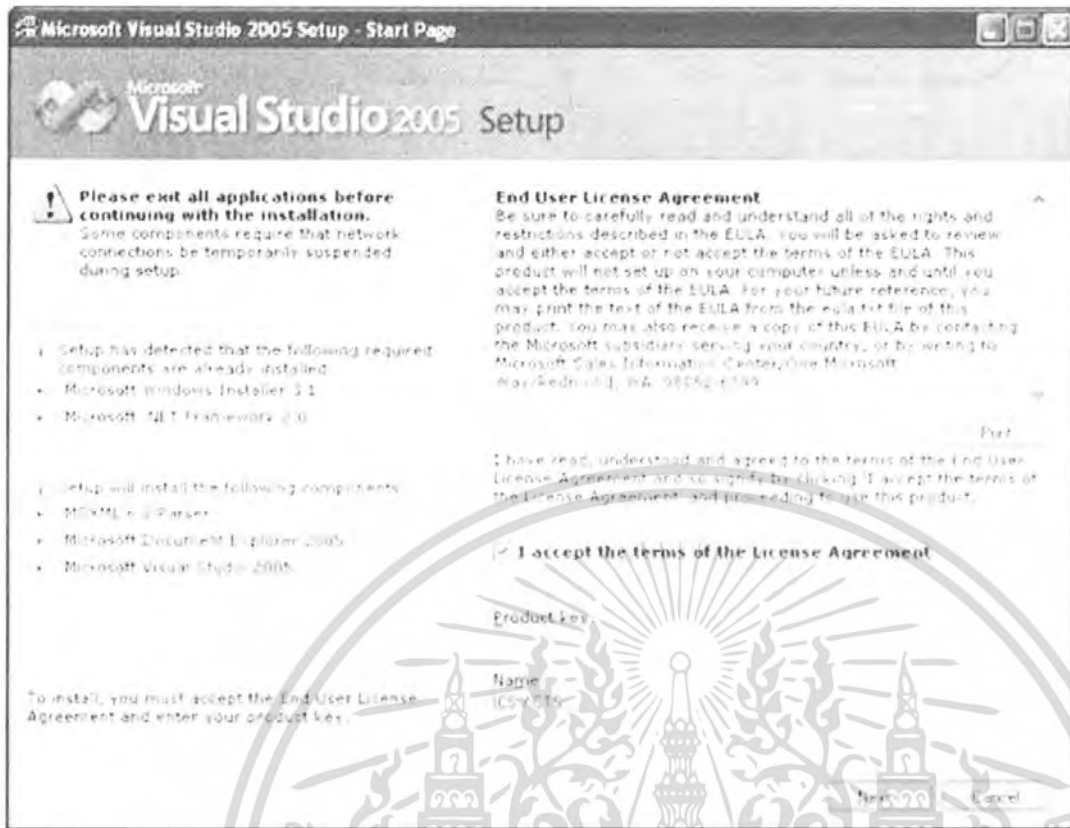 Microsoft Visual Studio 2005 Setup - Start Page
Microsoft
Visual Studio 2005 Setup
Please exit all applications before
continuing with the installation.
Some components require that network
connections be temporarily suspended
during setup.
Setup has detected that the following required
components are already installed
Microsoft Windows Installer 3.1
Microsoft .NET Framework 2.0
Setup will install the following components
MSXML 6.0 Parser
Microsoft Document Explorer 2005
Microsoft Visual Studio 2005
To install, you must accept the End User License
Agreement and enter your product key.
End User License Agreement
Be sure to carefully read and understand all of the rights and
restrictions described in the EULA. You will be asked to review
and either accept or not accept the terms of the EULA. This
product will not set up on your computer unless and until you
accept the terms of the EULA. For your future reference, you
may print the text of the EULA from the eula.txt file of this
product. You may also receive a copy of this EULA by contacting
the Microsoft subsidiary serving your country, or by writing to
Microsoft Sales Information Center/One Microsoft
Way/Redmond, WA 98052-6399
Print
I have read, understood and agreed to the terms of the End User
License Agreement and so signify by clicking 'I accept the terms of
the License Agreement' and proceeding to use this product.
I accept the terms of the License Agreement
Product key:
Name
Next
Cancel